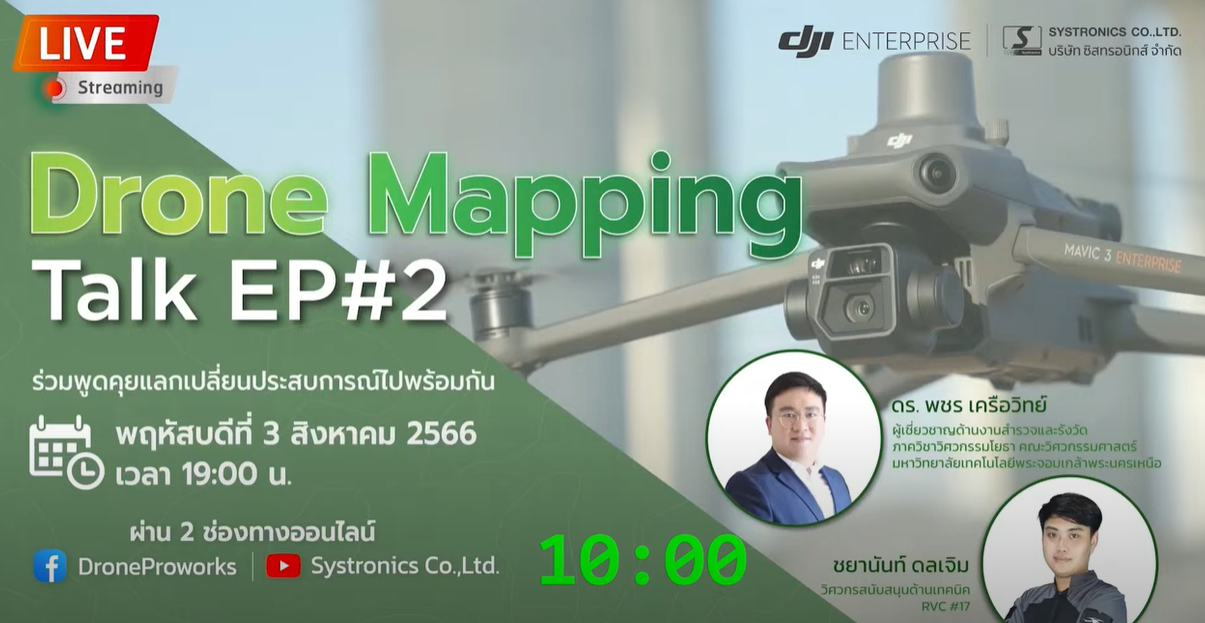 LIVE
Streaming
dji ENTERPRISE
SYSTRONICS CO.,LTD.
บริษัท ซิสทรอนิกส์ จำกัด
Drone Mapping
Talk EP#2
dji
dji
MAVIC 3 ENTERPRISE
ร่วมพูดคุยแลกเปลี่ยนประสบการณ์ไปพร้อมกัน
พฤหัสบดีที่ 3 สิงหาคม 2566
เวลา 19:00 น.
ผ่าน 2 ช่องทางออนไลน์
DroneProworks
Systronics Co.,Ltd.
10:00
ดร. พชร เครือวิทย์
ผู้เชี่ยวชาญด้านงานสำรวจและรังวัด
ภาควิชาวิศวกรรมโยธา คณะวิศวกรรมศาสตร์
มหาวิทยาลัยเทคโนโลยีพระจอมเกล้าพระนครเหนือ
ชยานันท์ ดลเจิม
วิศวกรสนับสนุนด้านเทคนิค
RVC #17